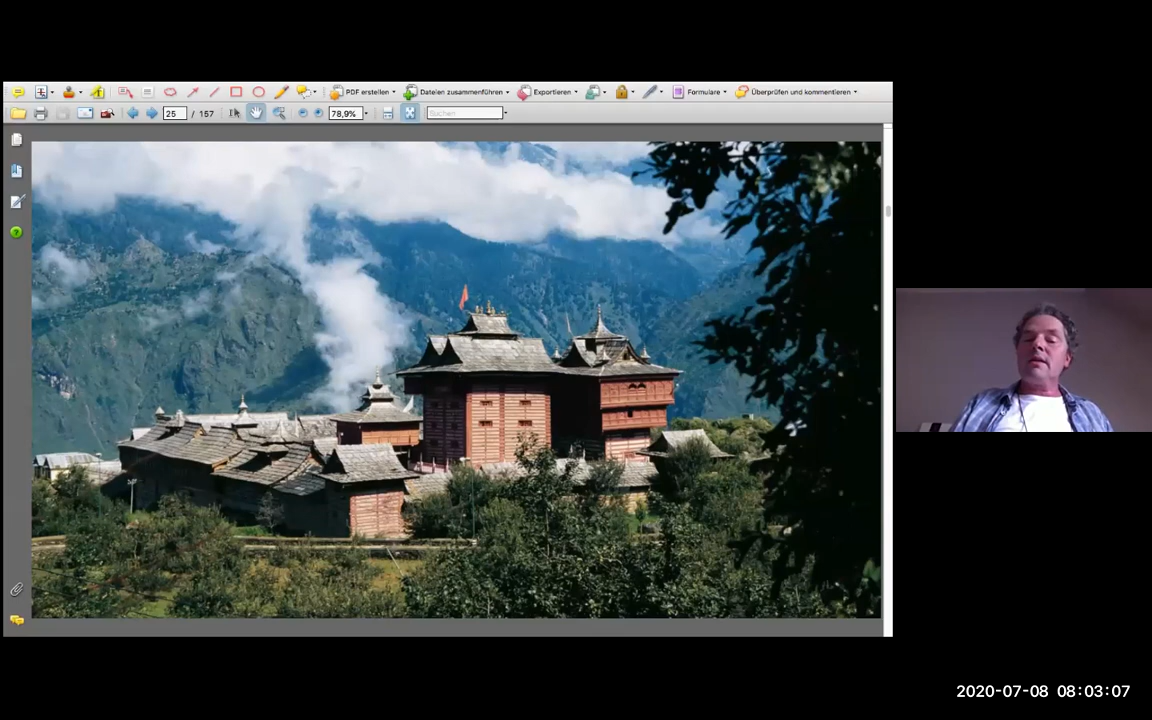 PDF erstellen Dateien zusammenführen Exportieren Formulare Überprüfen und kommentieren
25 / 157 78,9% Suchen
2020-07-08 08:03:07